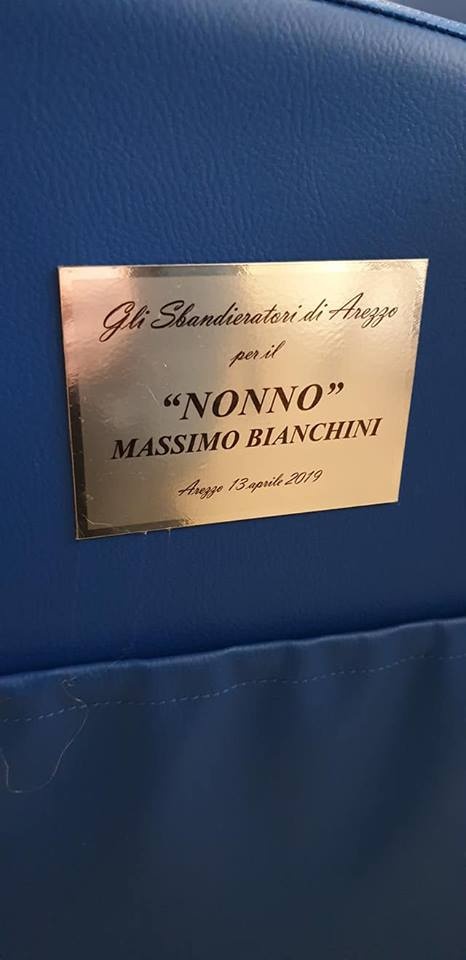 Gli Sbandieratori di Arezzo
per il
“NONNO”
MASSIMO BIANCHINI
Arezzo 13 aprile 2019